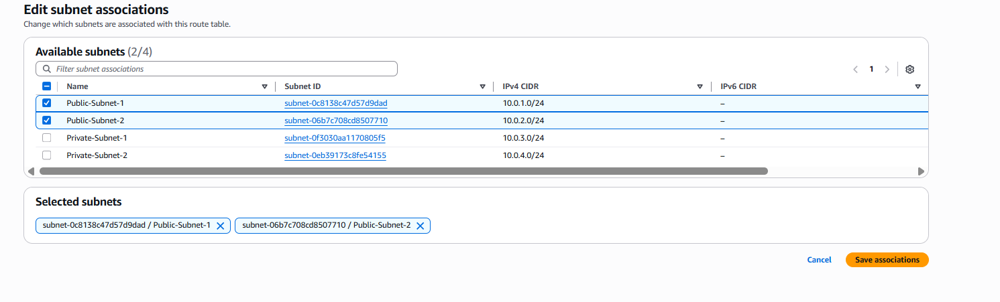 Edit subnet associations
Change which subnets are associated with this route table.
Available subnets (2/4)
Filter subnet associations
1
Name Subnet ID IPv4 CIDR IPv6 CIDR
Public-Subnet-1 subnet-0c8138c47d57d9dad 10.0.1.0/24 –
Public-Subnet-2 subnet-06b7c708cd8507710 10.0.2.0/24 –
Private-Subnet-1 subnet-0f3030aa1170805f5 10.0.3.0/24 –
Private-Subnet-2 subnet-0eb39173c8fe54155 10.0.4.0/24 –
Selected subnets
subnet-0c8138c47d57d9dad / Public-Subnet-1 subnet-06b7c708cd8507710 / Public-Subnet-2
Cancel Save associations